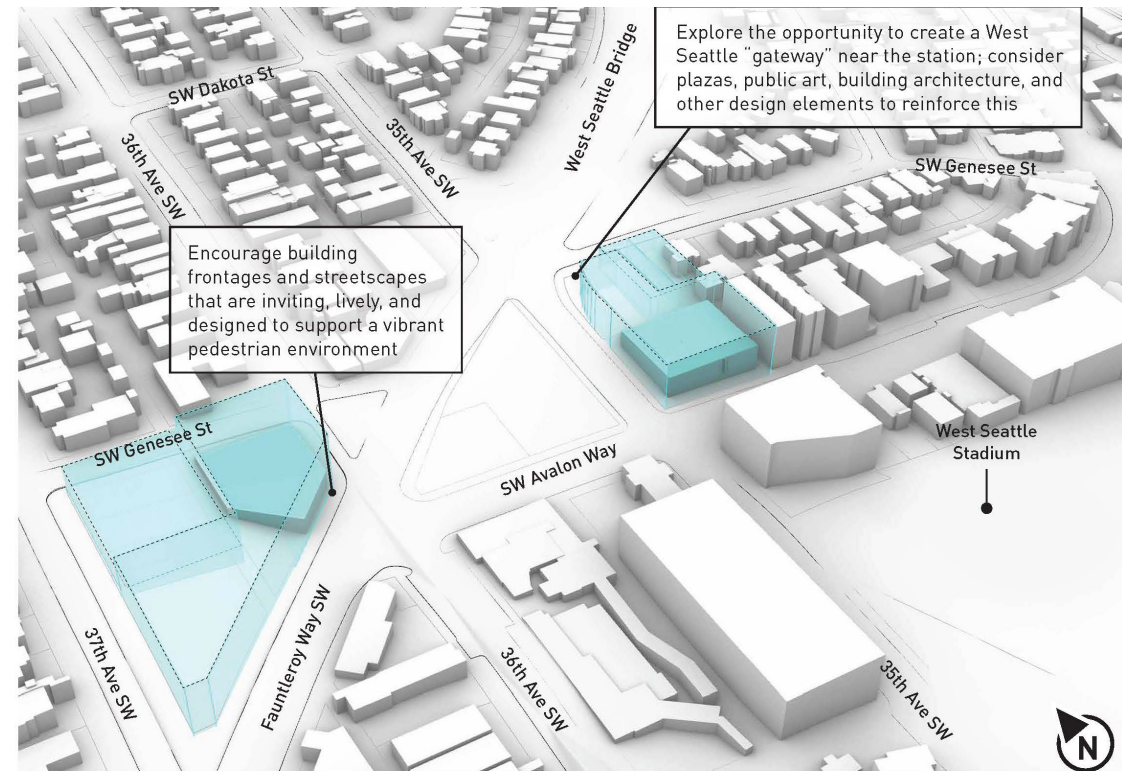 Explore the opportunity to create a West
Seattle “gateway” near the station; consider
plazas, public art, building architecture, and
other design elements to reinforce this
West Seattle Bridge
SW Dakota St
35th Ave SW
36th Ave SW
SW Genesee St
Encourage building
frontages and streetscapes
that are inviting, lively, and
designed to support a vibrant
pedestrian environment
SW Genesee St
SW Avalon Way
West Seattle
Stadium
37th Ave SW
Fauntleroy Way SW
36th Ave SW
35th Ave SW
N